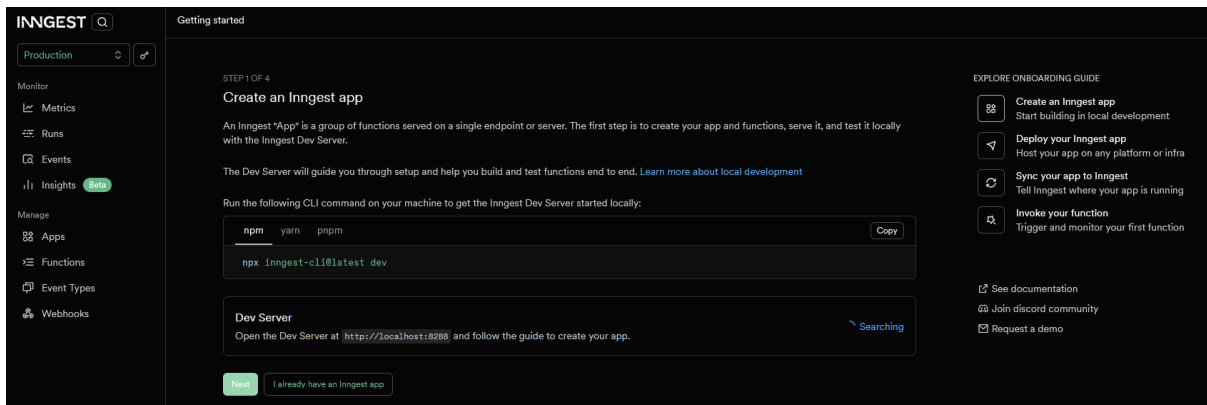 INNGEST
Production
Monitor
Metrics
Runs
Events
Insights Beta
Manage
Apps
Functions
Event Types
Webhooks
Getting started
STEP 1 OF 4
Create an Inngest app
An Inngest "App" is a group of functions served on a single endpoint or server. The first step is to create your app and functions, serve it, and test it locally
with the Inngest Dev Server.
The Dev Server will guide you through setup and help you build and test functions end to end. Learn more about local development
Run the following CLI command on your machine to get the Inngest Dev Server started locally:
npm yarn pnpm Copy
npx inngest-cli@latest dev
Dev Server
Open the Dev Server at http://localhost:8288 and follow the guide to create your app.
Searching
Next I already have an Inngest app
EXPLORE ONBOARDING GUIDE
Create an Inngest app
Start building in local development
Deploy your Inngest app
Host your app on any platform or infra
Sync your app to Inngest
Tell Inngest where your app is running
Invoke your function
Trigger and monitor your first function
See documentation
Join discord community
Request a demo